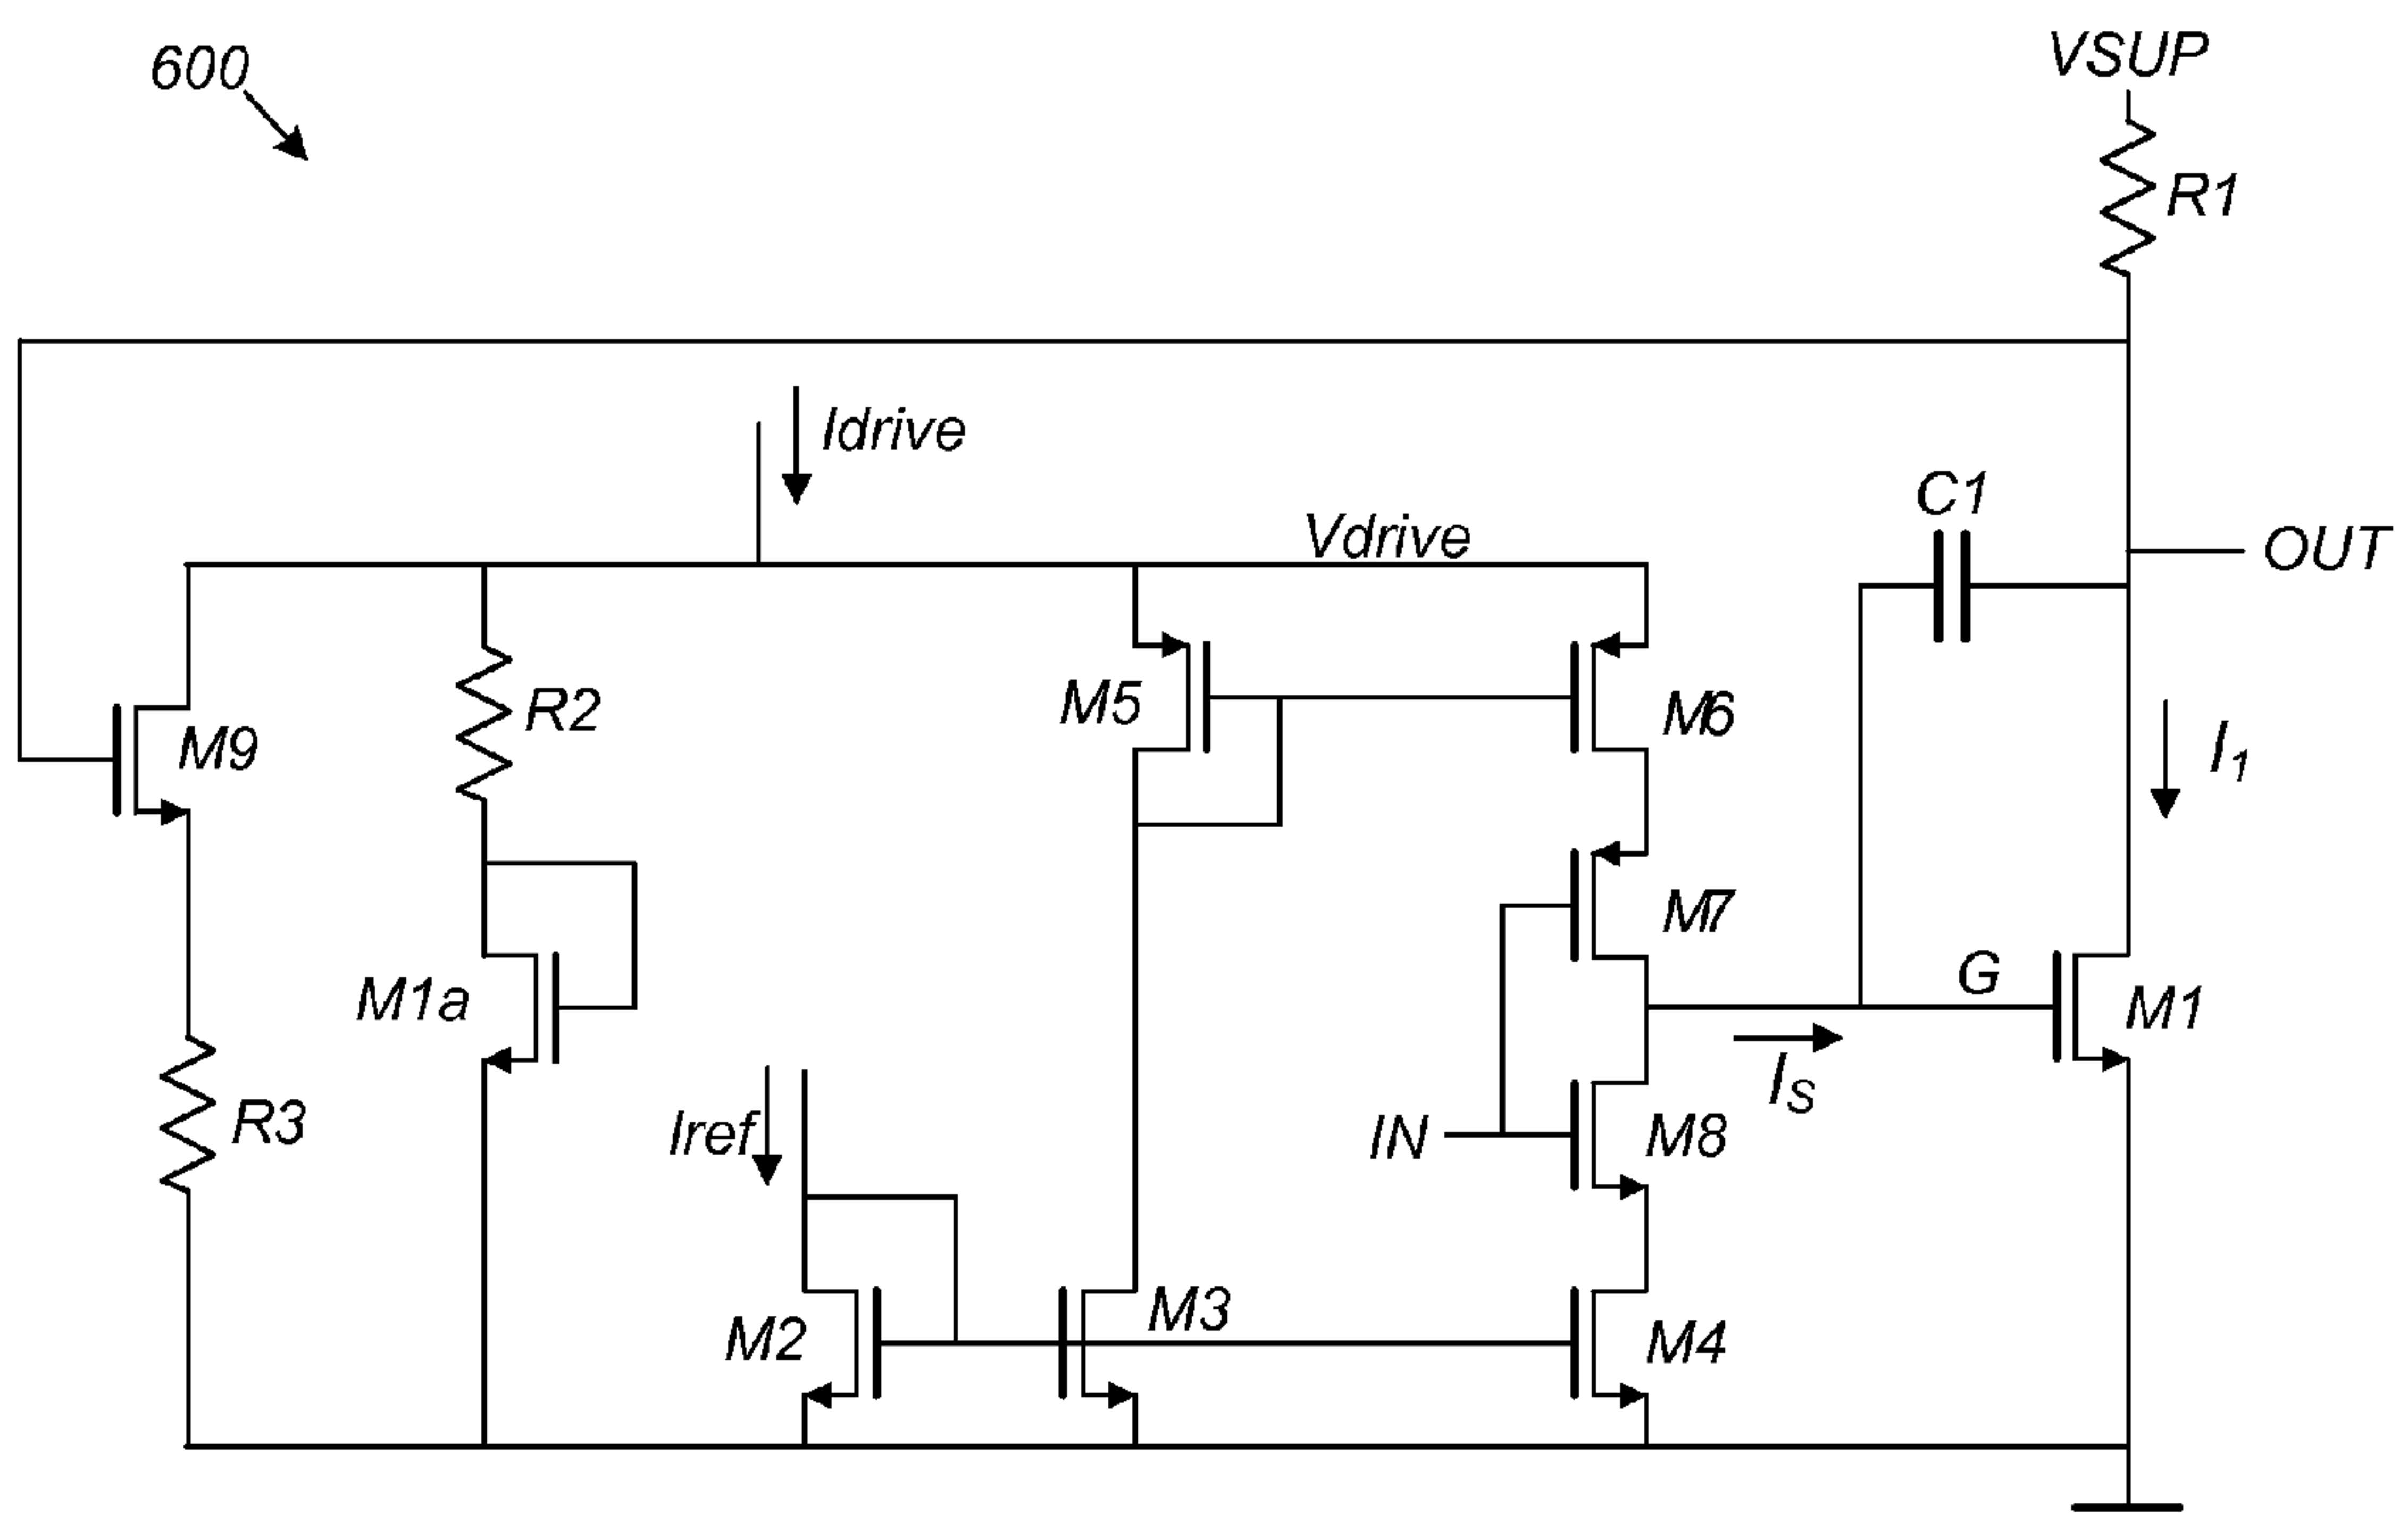 600
VSUP
R1
Idrive
C1
Vdrive
OUT
M5
M6
R2
M9
I1
M7
M1a
G
M1
IS
R3
Iref
IN
M8
M3
M2
M4